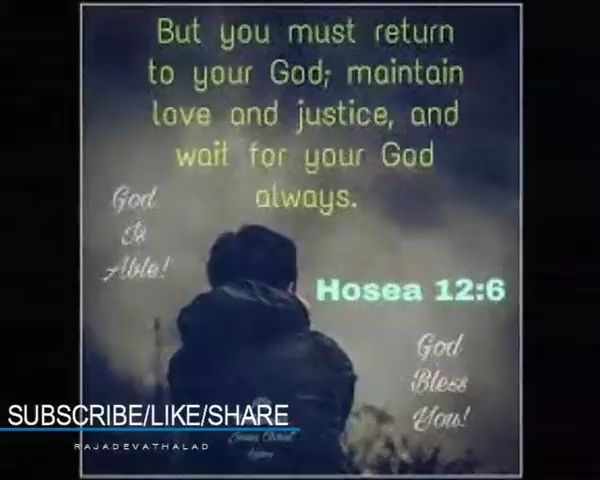 But you must return
to your God; maintain
love and justice, and
wait for your God
always.
God
Is
Able!
Hosea 12:6
God
Bless
You!
SUBSCRIBE/LIKE/SHARE
RAJADEVATHALAD